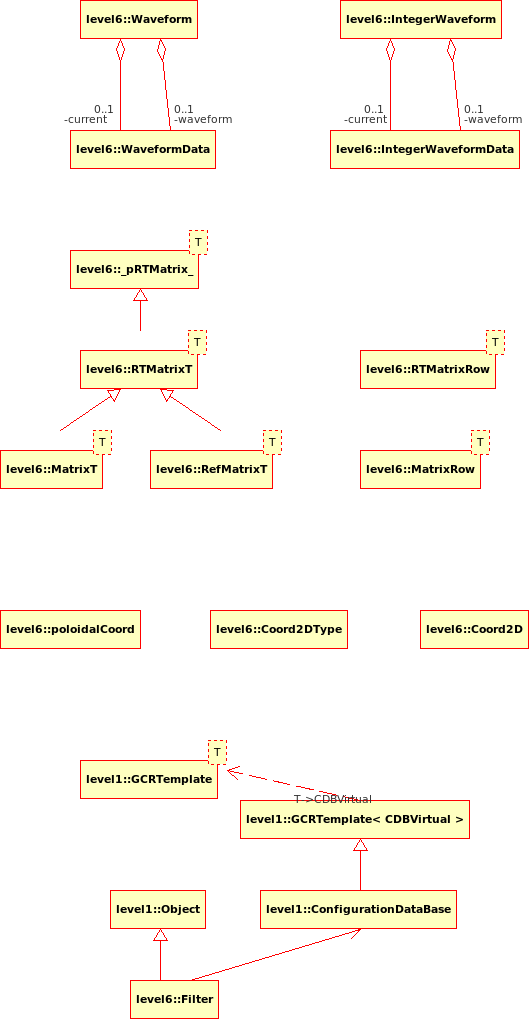 level6::Waveform
level6::IntegerWaveform
0..1
-current
0..1
-waveform
0..1
-current
0..1
-waveform
level6::WaveformData
level6::IntegerWaveformData
T
level6::_pRTMatrix_
T
level6::RTMatrixT
T
level6::RTMatrixRow
T
level6::MatrixT
T
level6::RefMatrixT
T
level6::MatrixRow
level6::poloidalCoord
level6::Coord2DType
level6::Coord2D
T
level1::GCRTemplate
T->CDBVirtual
level1::GCRTemplate< CDBVirtual >
level1::Object
level1::ConfigurationDataBase
level6::Filter